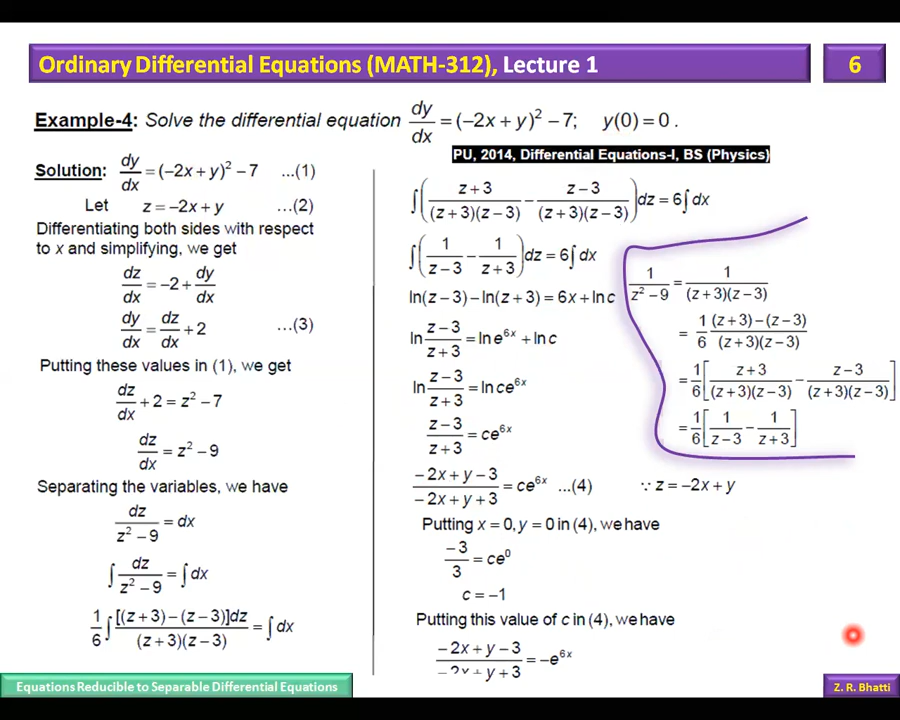 Ordinary Differential Equations (MATH-312), Lecture 1
6
Example-4: Solve the differential equation dy/dx = (−2x + y)² − 7; y(0) = 0.
PU, 2014, Differential Equations-I, BS (Physics)
Solution: dy/dx = (−2x + y)² − 7 ...(1)
Let z = −2x + y ...(2)
Differentiating both sides with respect
to x and simplifying, we get
dz/dx = −2 + dy/dx
dy/dx = dz/dx + 2 ...(3)
Putting these values in (1), we get
dz/dx + 2 = z² − 7
dz/dx = z² − 9
Separating the variables, we have
dz/(z² − 9) = dx
∫ dz/(z² − 9) = ∫ dx
1/6 ∫ [(z + 3) − (z − 3)]dz/((z + 3)(z − 3)) = ∫ dx
∫ ((z + 3)/((z + 3)(z − 3)) − (z − 3)/((z + 3)(z − 3))) dz = 6∫ dx
∫ (1/(z − 3) − 1/(z + 3)) dz = 6∫ dx
ln(z − 3) − ln(z + 3) = 6x + ln c
ln (z − 3)/(z + 3) = ln e⁶ˣ + ln c
ln (z − 3)/(z + 3) = ln ce⁶ˣ
(z − 3)/(z + 3) = ce⁶ˣ
(−2x + y − 3)/(−2x + y + 3) = ce⁶ˣ ...(4) ∵ z = −2x + y
Putting x = 0, y = 0 in (4), we have
−3/3 = ce⁰
c = −1
Putting this value of c in (4), we have
(−2x + y − 3)/(−2x + y + 3) = −e⁶ˣ
1/(z² − 9) = 1/((z + 3)(z − 3))
= 1/6 ((z + 3) − (z − 3))/((z + 3)(z − 3))
= 1/6 [(z + 3)/((z + 3)(z − 3)) − (z − 3)/((z + 3)(z − 3))]
= 1/6 [1/(z − 3) − 1/(z + 3)]
Equations Reducible to Separable Differential Equations
Z. R. Bhatti